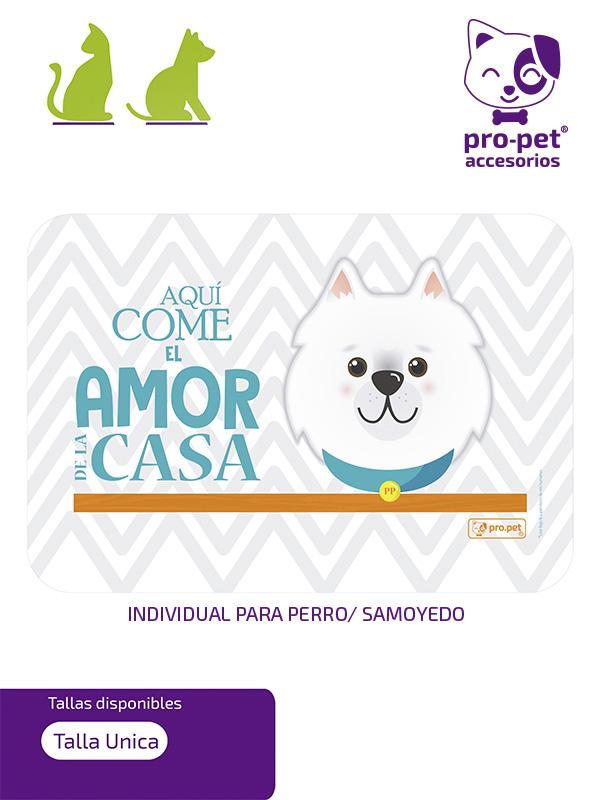 pro-pet®
accesorios
AQUÍ
COME
EL
AMOR
DE LA
CASA
PP
pro.pet
INDIVIDUAL PARA PERRO/ SAMOYEDO
Tallas disponibles
Talla Unica